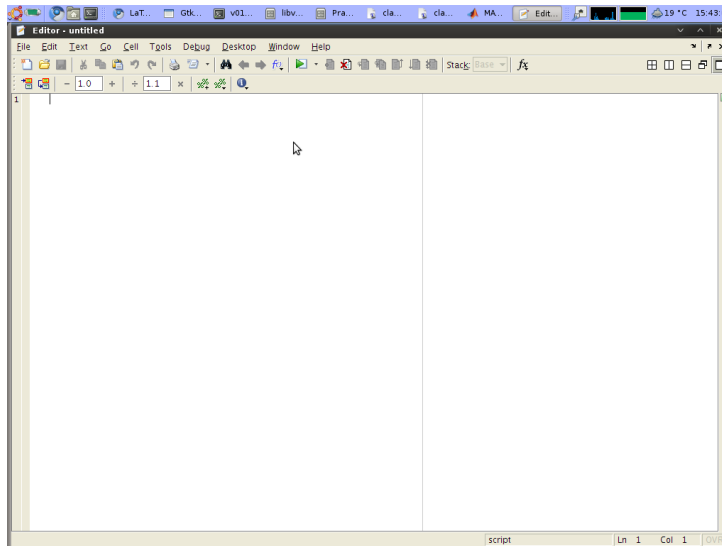 LaT... Gtk... v01... libv... Pra... cla... cla... MA... Edit... 19 °C 15:43:
Editor - untitled
File Edit Text Go Cell Tools Debug Desktop Window Help
Stack: Base fx
− 1.0 + ÷ 1.1 ×
1
script Ln 1 Col 1 OVR